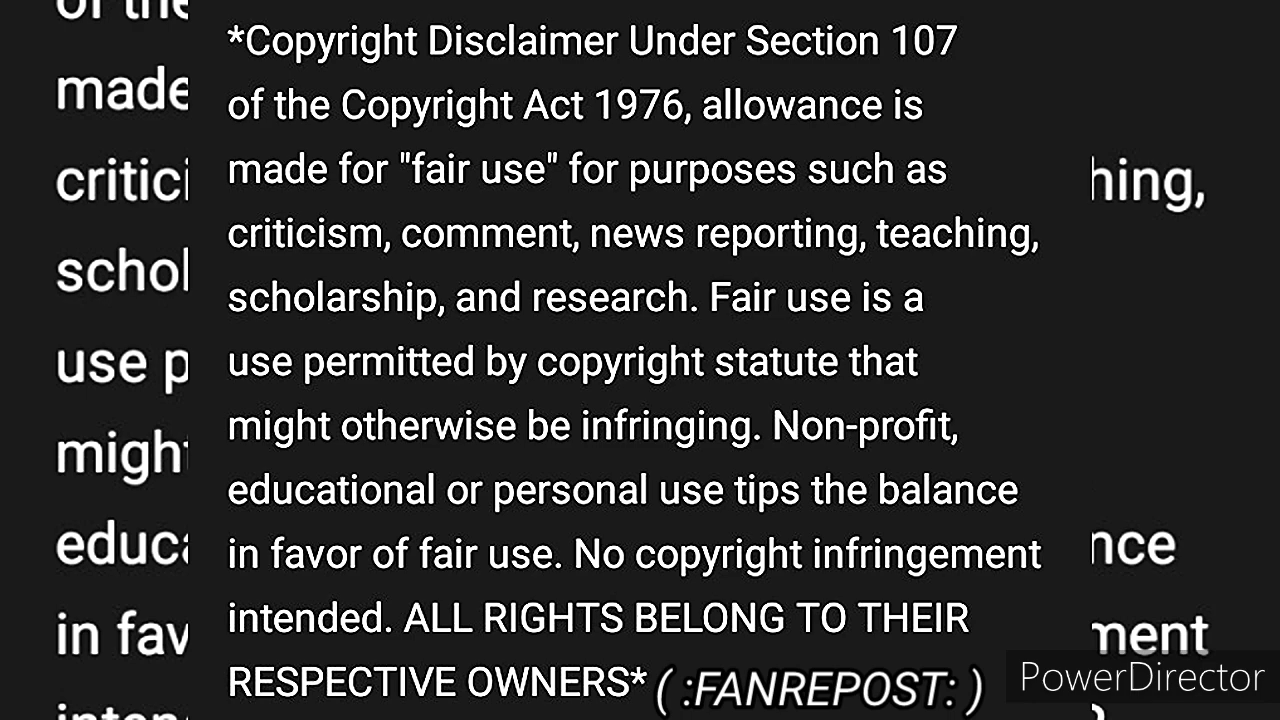 *Copyright Disclaimer Under Section 107
of the Copyright Act 1976, allowance is
made for "fair use" for purposes such as
criticism, comment, news reporting, teaching,
scholarship, and research. Fair use is a
use permitted by copyright statute that
might otherwise be infringing. Non-profit,
educational or personal use tips the balance
in favor of fair use. No copyright infringement
intended. ALL RIGHTS BELONG TO THEIR
RESPECTIVE OWNERS* ( :FANREPOST: )
PowerDirector